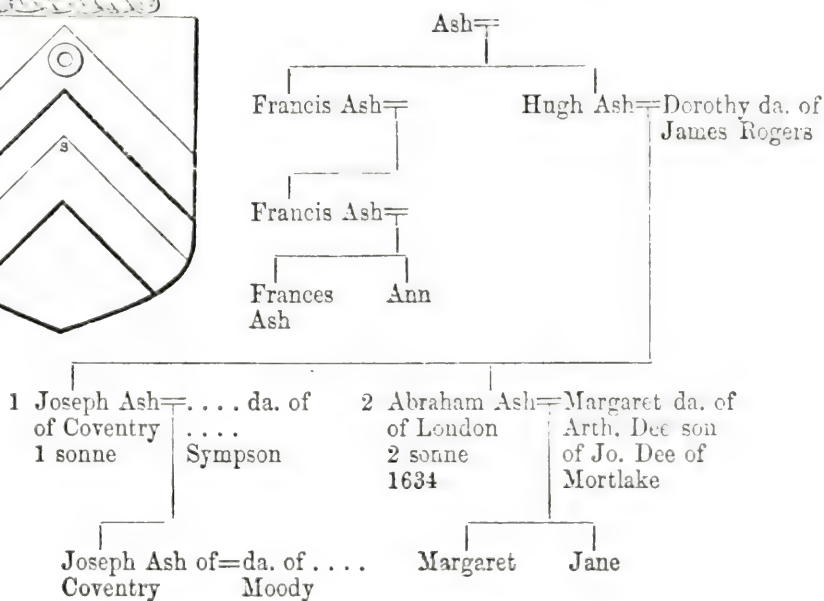 Ash=
Francis Ash=
Hugh Ash=Dorothy da. of
James Rogers
s
Francis Ash=
Frances
Ash
Ann
1 Joseph Ash=. . . . da. of
of Coventry . . . .
1 sonne Sympson
2 Abraham Ash=Margaret da. of
of London Arth. Dee son
2 sonne of Jo. Dee of
1634 Mortlake
Joseph Ash of=da. of . . . .
Coventry Moody
Margaret Jane